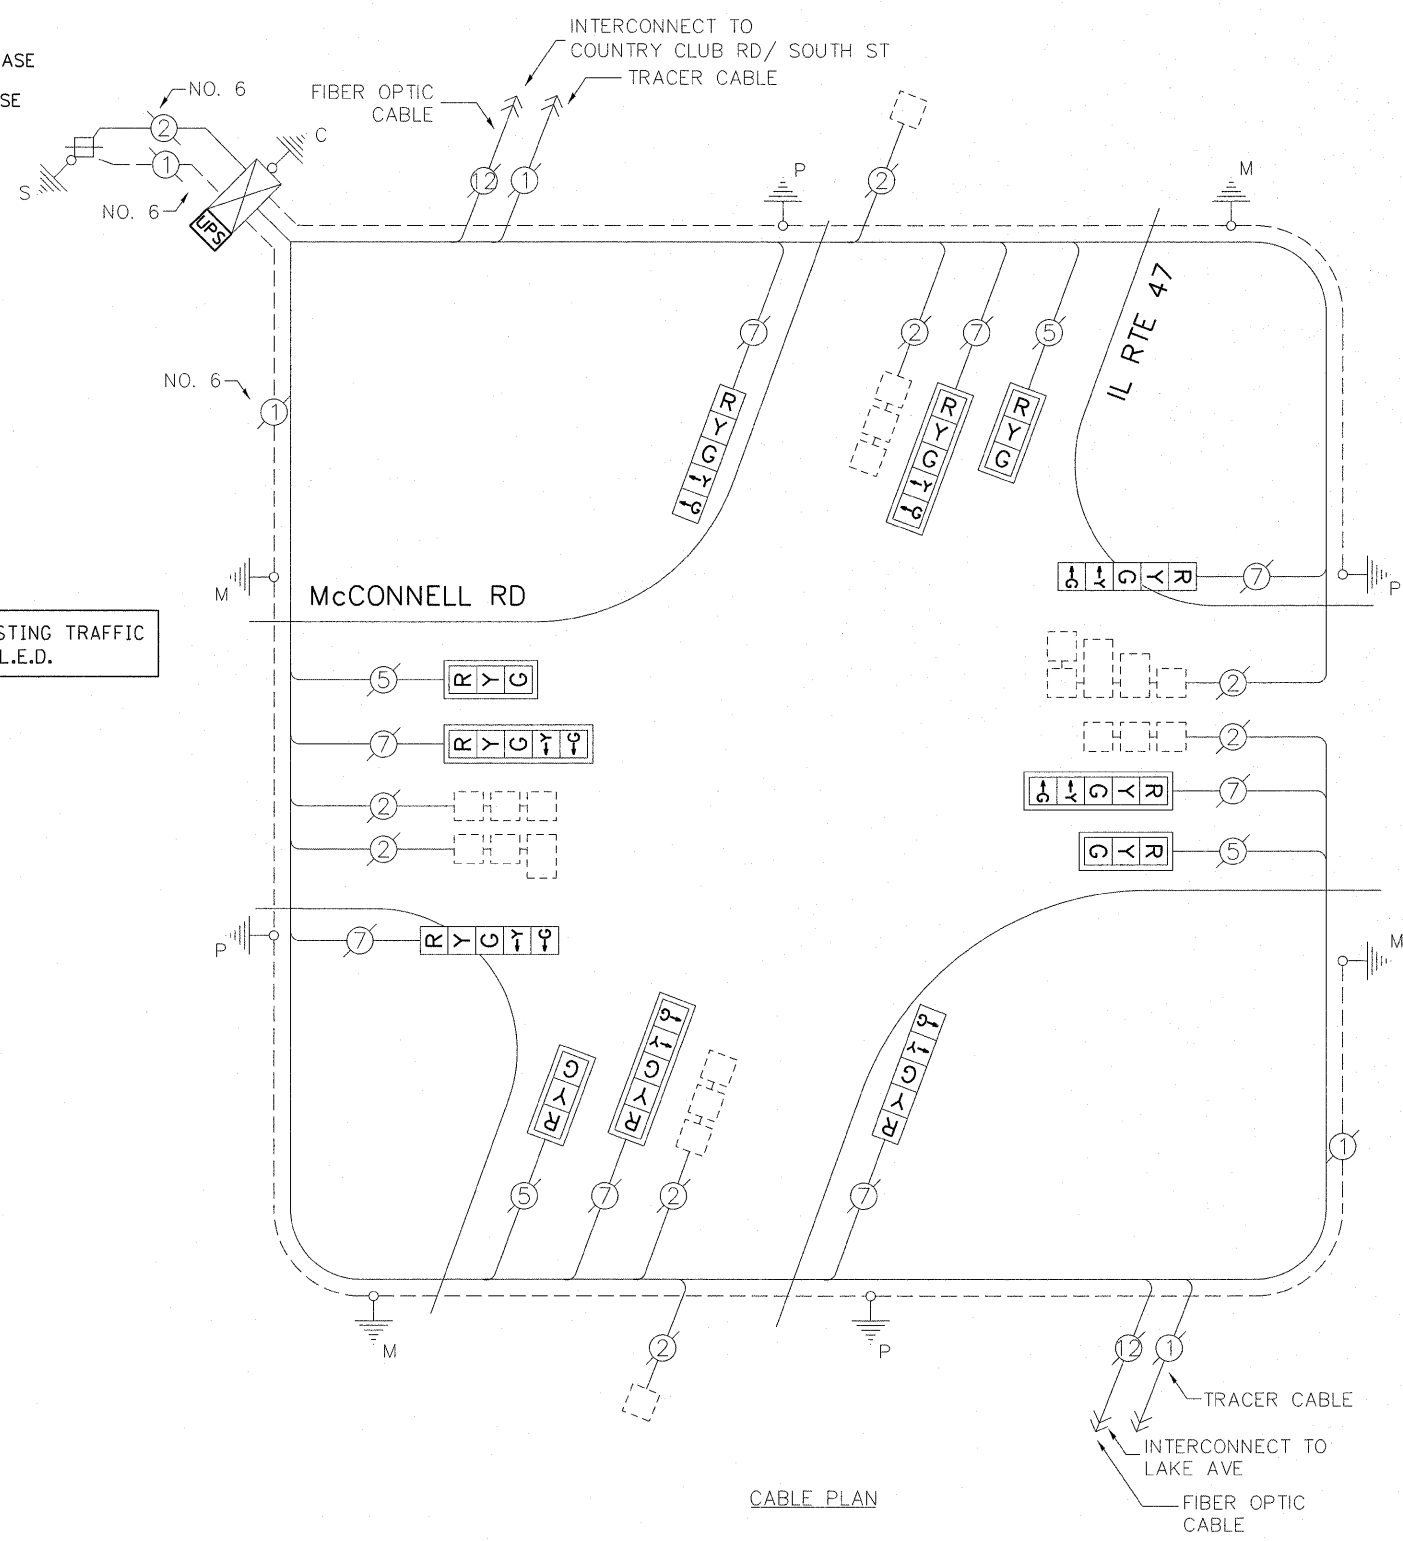 INTERCONNECT TO
COUNTRY CLUB RD/ SOUTH ST
TRACER CABLE
FIBER OPTIC
CABLE
ASE
SE
NO. 6
2
1
NO. 6
S
C
UPS
12
1
2
P
M
7
2
7
5
IL RTE 47
NO. 6
1
R Y G Y G
R Y G Y G
R Y G
M
McCONNELL RD
G Y G Y R
7
P
STING TRAFFIC
L.E.D.
5
R Y G
2
7
R Y G Y G
2
2
G Y G Y R
7
2
G Y R
5
P
7
R Y G Y G
M
G Y R
G Y G Y R
G Y G Y R
1
5
7
2
7
M
P
2
12
1
TRACER CABLE
INTERCONNECT TO
LAKE AVE
FIBER OPTIC
CABLE
CABLE PLAN